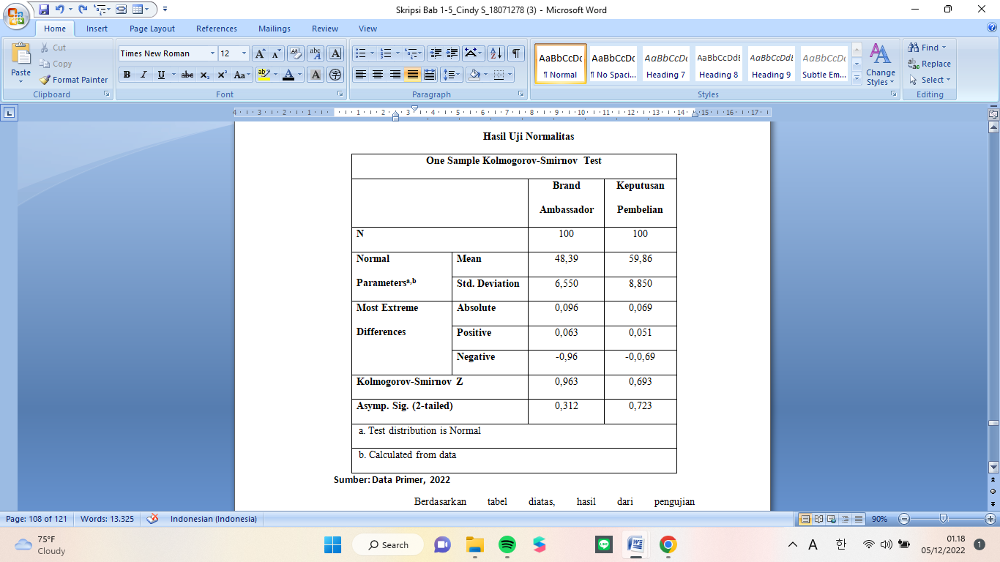 Skripsi Bab 1-5_Cindy S_18071278 (3) - Microsoft Word
Home Insert Page Layout References Mailings Review View
Paste
Cut
Copy
Format Painter
Clipboard
Times New Roman 12
Font
Paragraph
AaBbCcDc AaBbCcDc AaBbCcDc AaBbCcDdE AaBbCcDdE AaBbCcDc
¶ Normal ¶ No Spaci... Heading 7 Heading 8 Heading 9 Subtle Em...
Change Styles
Styles
Find
Replace
Select
Editing
4 3 2 1 1 2 3 4 5 6 7 8 9 10 11 12 13 14 15 16 17
Hasil Uji Normalitas
One Sample Kolmogorov-Smirnov Test
Brand Keputusan
Ambassador Pembelian
N 100 100
Normal Mean 48,39 59,86
Parametersa,b Std. Deviation 6,550 8,850
Most Extreme Absolute 0,096 0,069
Differences Positive 0,063 0,051
Negative -0,96 -0,0,69
Kolmogorov-Smirnov Z 0,963 0,693
Asymp. Sig. (2-tailed) 0,312 0,723
a. Test distribution is Normal
b. Calculated from data
Sumber: Data Primer, 2022
Berdasarkan tabel diatas, hasil dari pengujian
Page: 108 of 121 Words: 13.325 Indonesian (Indonesia) 90%
75°F
Cloudy
Search
LINE
A 한
01.18
05/12/2022
1